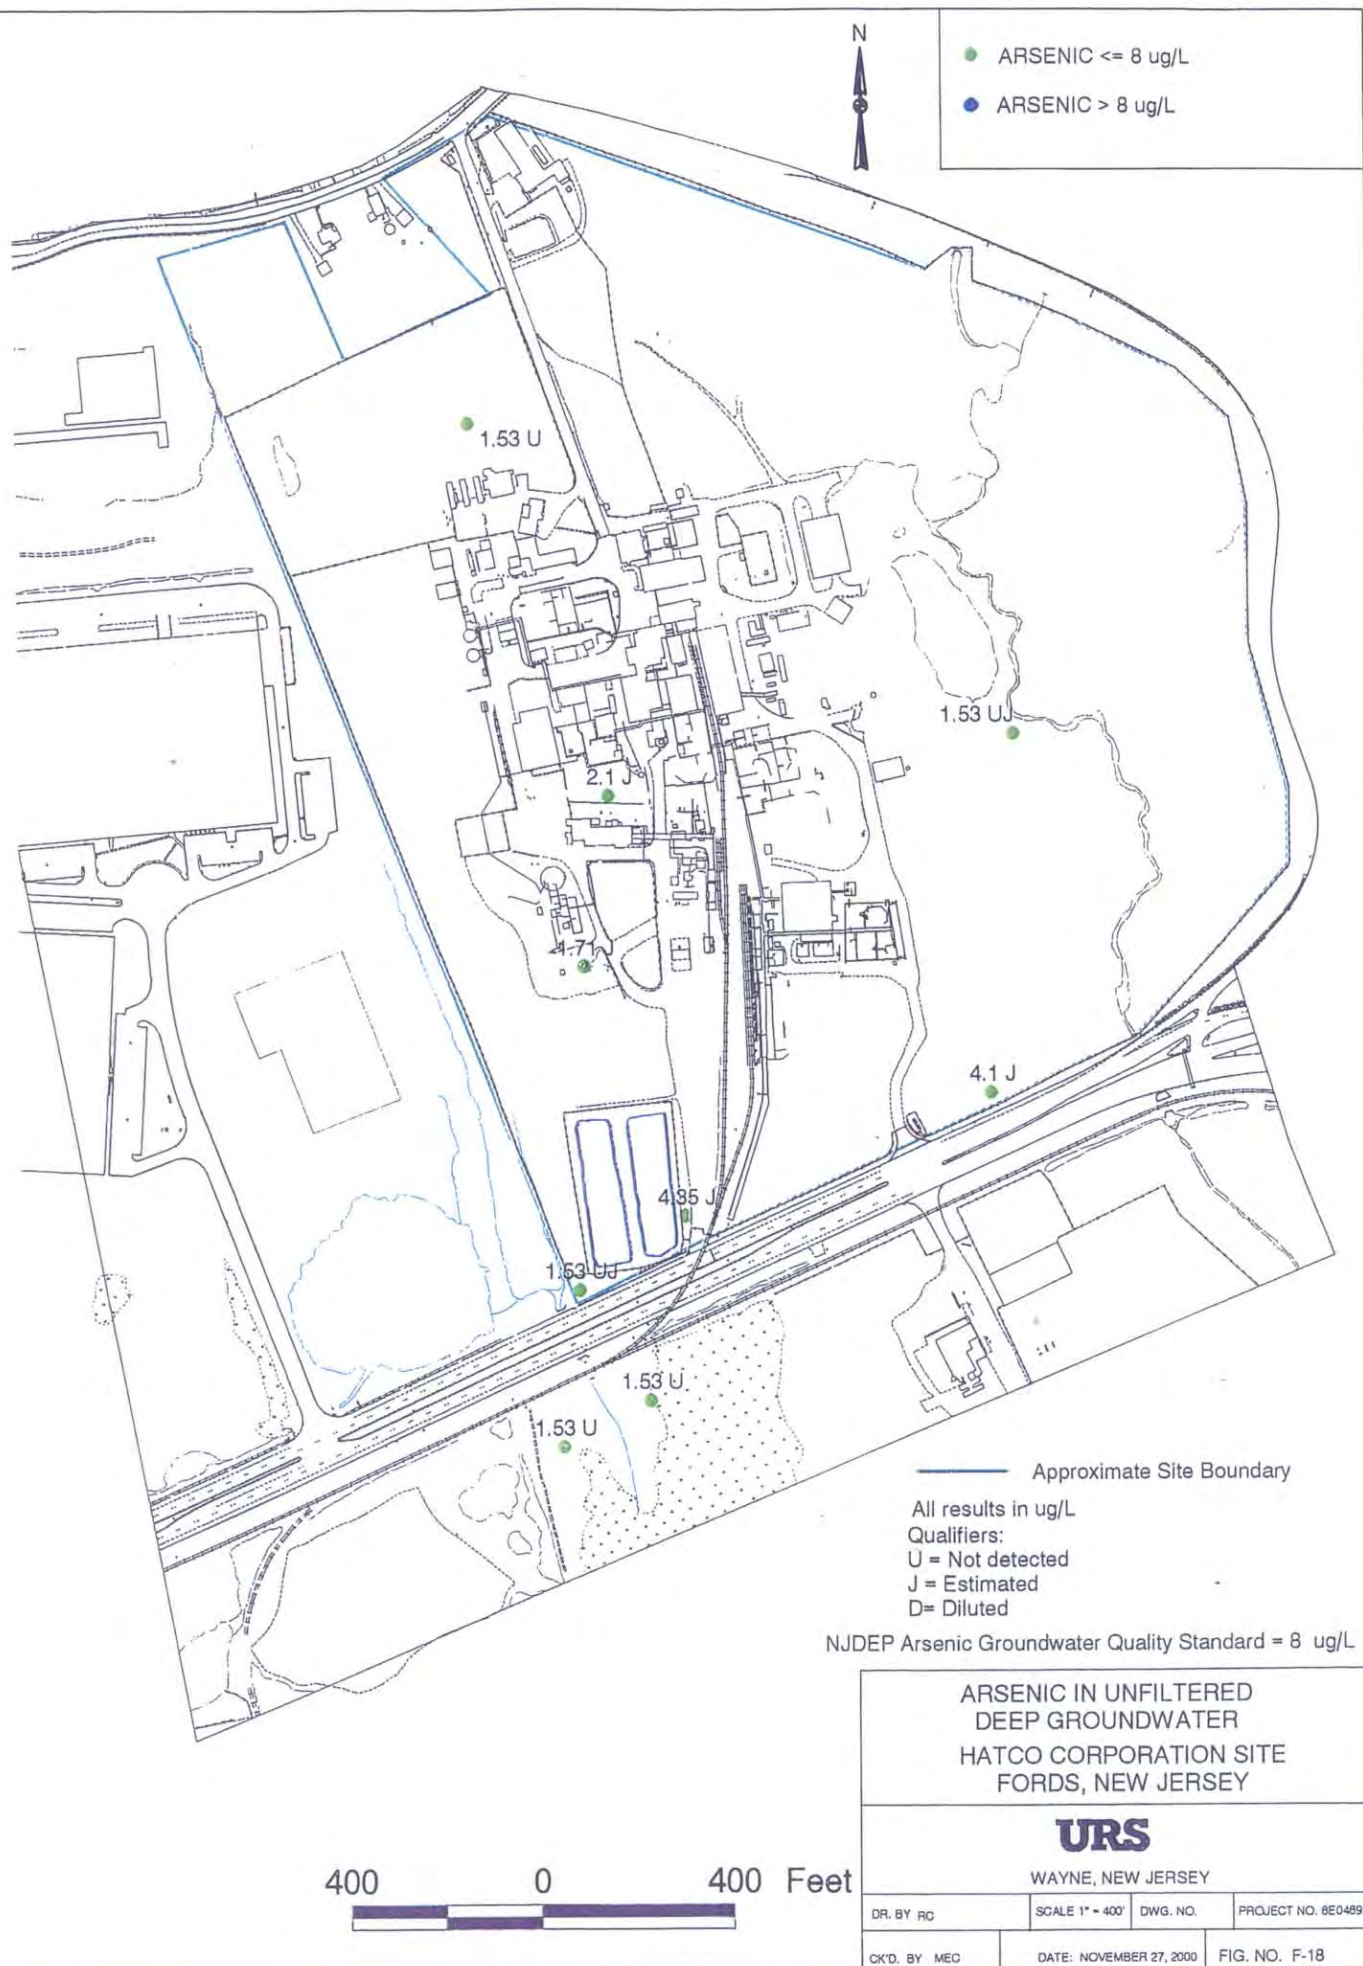 N
ARSENIC <= 8 ug/L
ARSENIC > 8 ug/L
1.53 U
1.53 UJ
2.1 J
1.71 J
4.1 J
4.35 J
1.53 UJ
1.53 U
1.53 U
Approximate Site Boundary
All results in ug/L
Qualifiers:
U = Not detected
J = Estimated
D= Diluted
NJDEP Arsenic Groundwater Quality Standard = 8 ug/L
ARSENIC IN UNFILTERED
DEEP GROUNDWATER
HATCO CORPORATION SITE
FORDS, NEW JERSEY
URS
WAYNE, NEW JERSEY
400 0 400 Feet
DR. BY RC SCALE 1" = 400' DWG. NO. PROJECT NO. 6E0469
CK'D. BY MEC DATE: NOVEMBER 27, 2000 FIG. NO. F-18